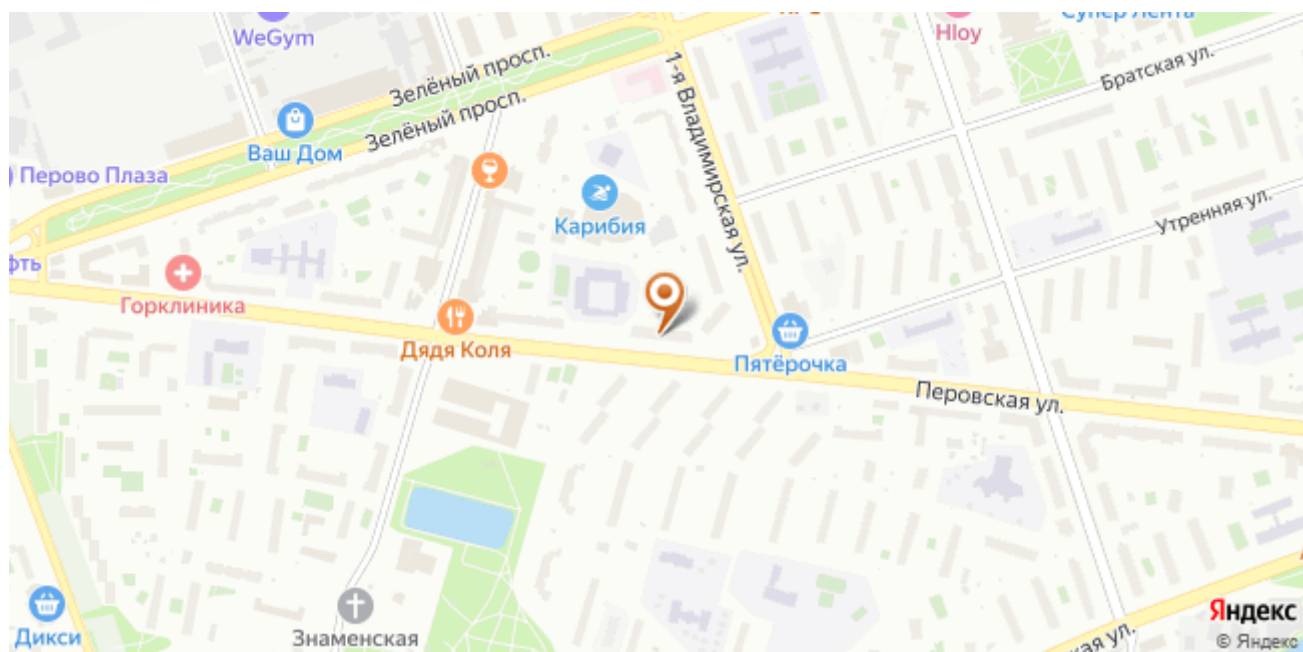 WeGym
Hloy
Супер Лента
Братская ул.
Зелёный просп.
1-я Владимирская ул.
Зелёный просп.
Ваш Дом
Перово Плаза
Карибия
Утренняя ул.
Горклиника
Дядя Коля
Пятёрочка
Перовская ул.
Дикси
Знаменская
Яндекс
© Яндекс